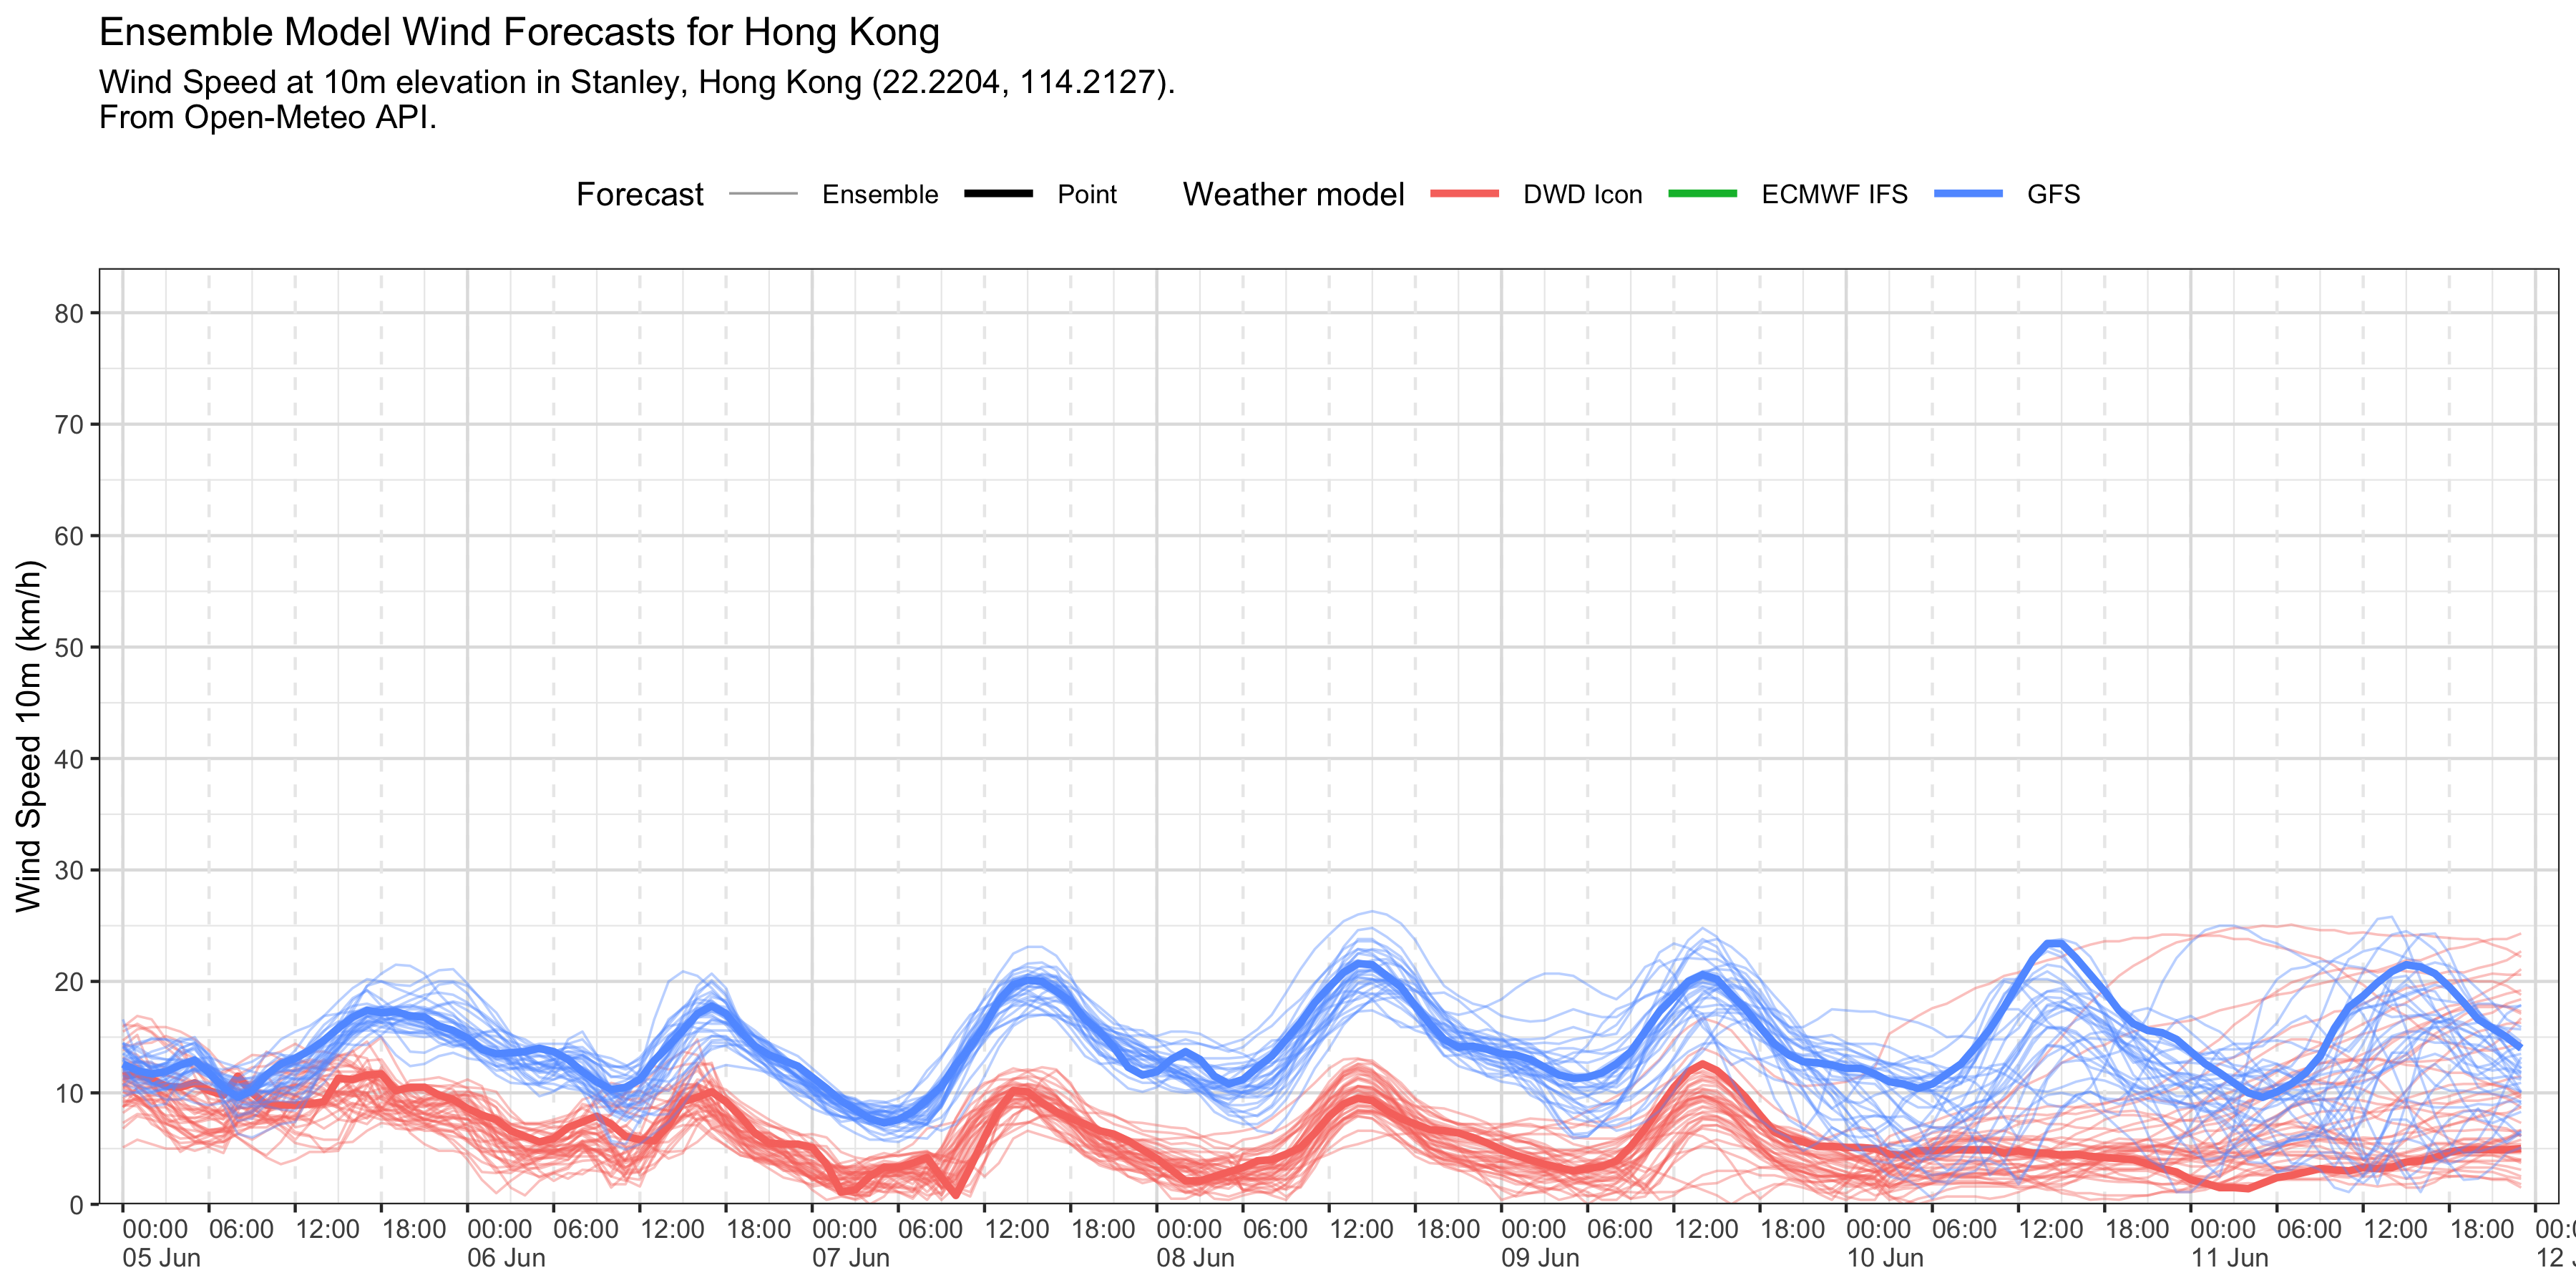 Ensemble Model Wind Forecasts for Hong Kong
Wind Speed at 10m elevation in Stanley, Hong Kong (22.2204, 114.2127).
From Open-Meteo API.
Forecast Ensemble Point Weather model DWD Icon ECMWF IFS GFS
Wind Speed 10m (km/h)
80
70
60
50
40
30
20
10
0
00:00 06:00 12:00 18:00 00:00 06:00 12:00 18:00 00:00 06:00 12:00 18:00 00:00 06:00 12:00 18:00 00:00 06:00 12:00 18:00 00:00 06:00 12:00 18:00 00:00 06:00 12:00 18:00
05 Jun 06 Jun 07 Jun 08 Jun 09 Jun 10 Jun 11 Jun 12